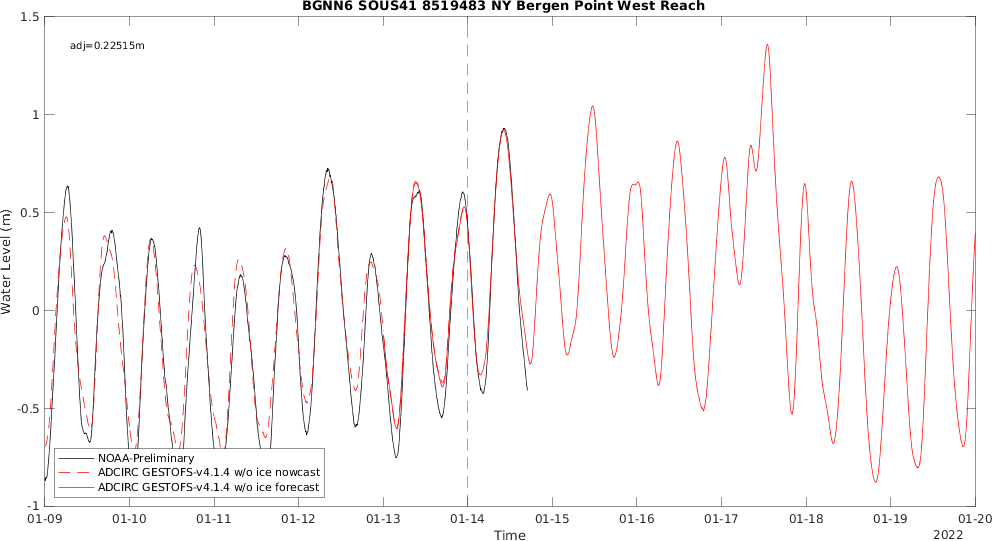 BGNN6 SOUS41 8519483 NY Bergen Point West Reach
1.5
adj=0.22515m
1
0.5
0
-0.5
-1
Water Level (m)
NOAA-Preliminary
ADCIRC GESTOFS-v4.1.4 w/o ice nowcast
ADCIRC GESTOFS-v4.1.4 w/o ice forecast
01-09 01-10 01-11 01-12 01-13 01-14 01-15 01-16 01-17 01-18 01-19 01-20
Time
2022